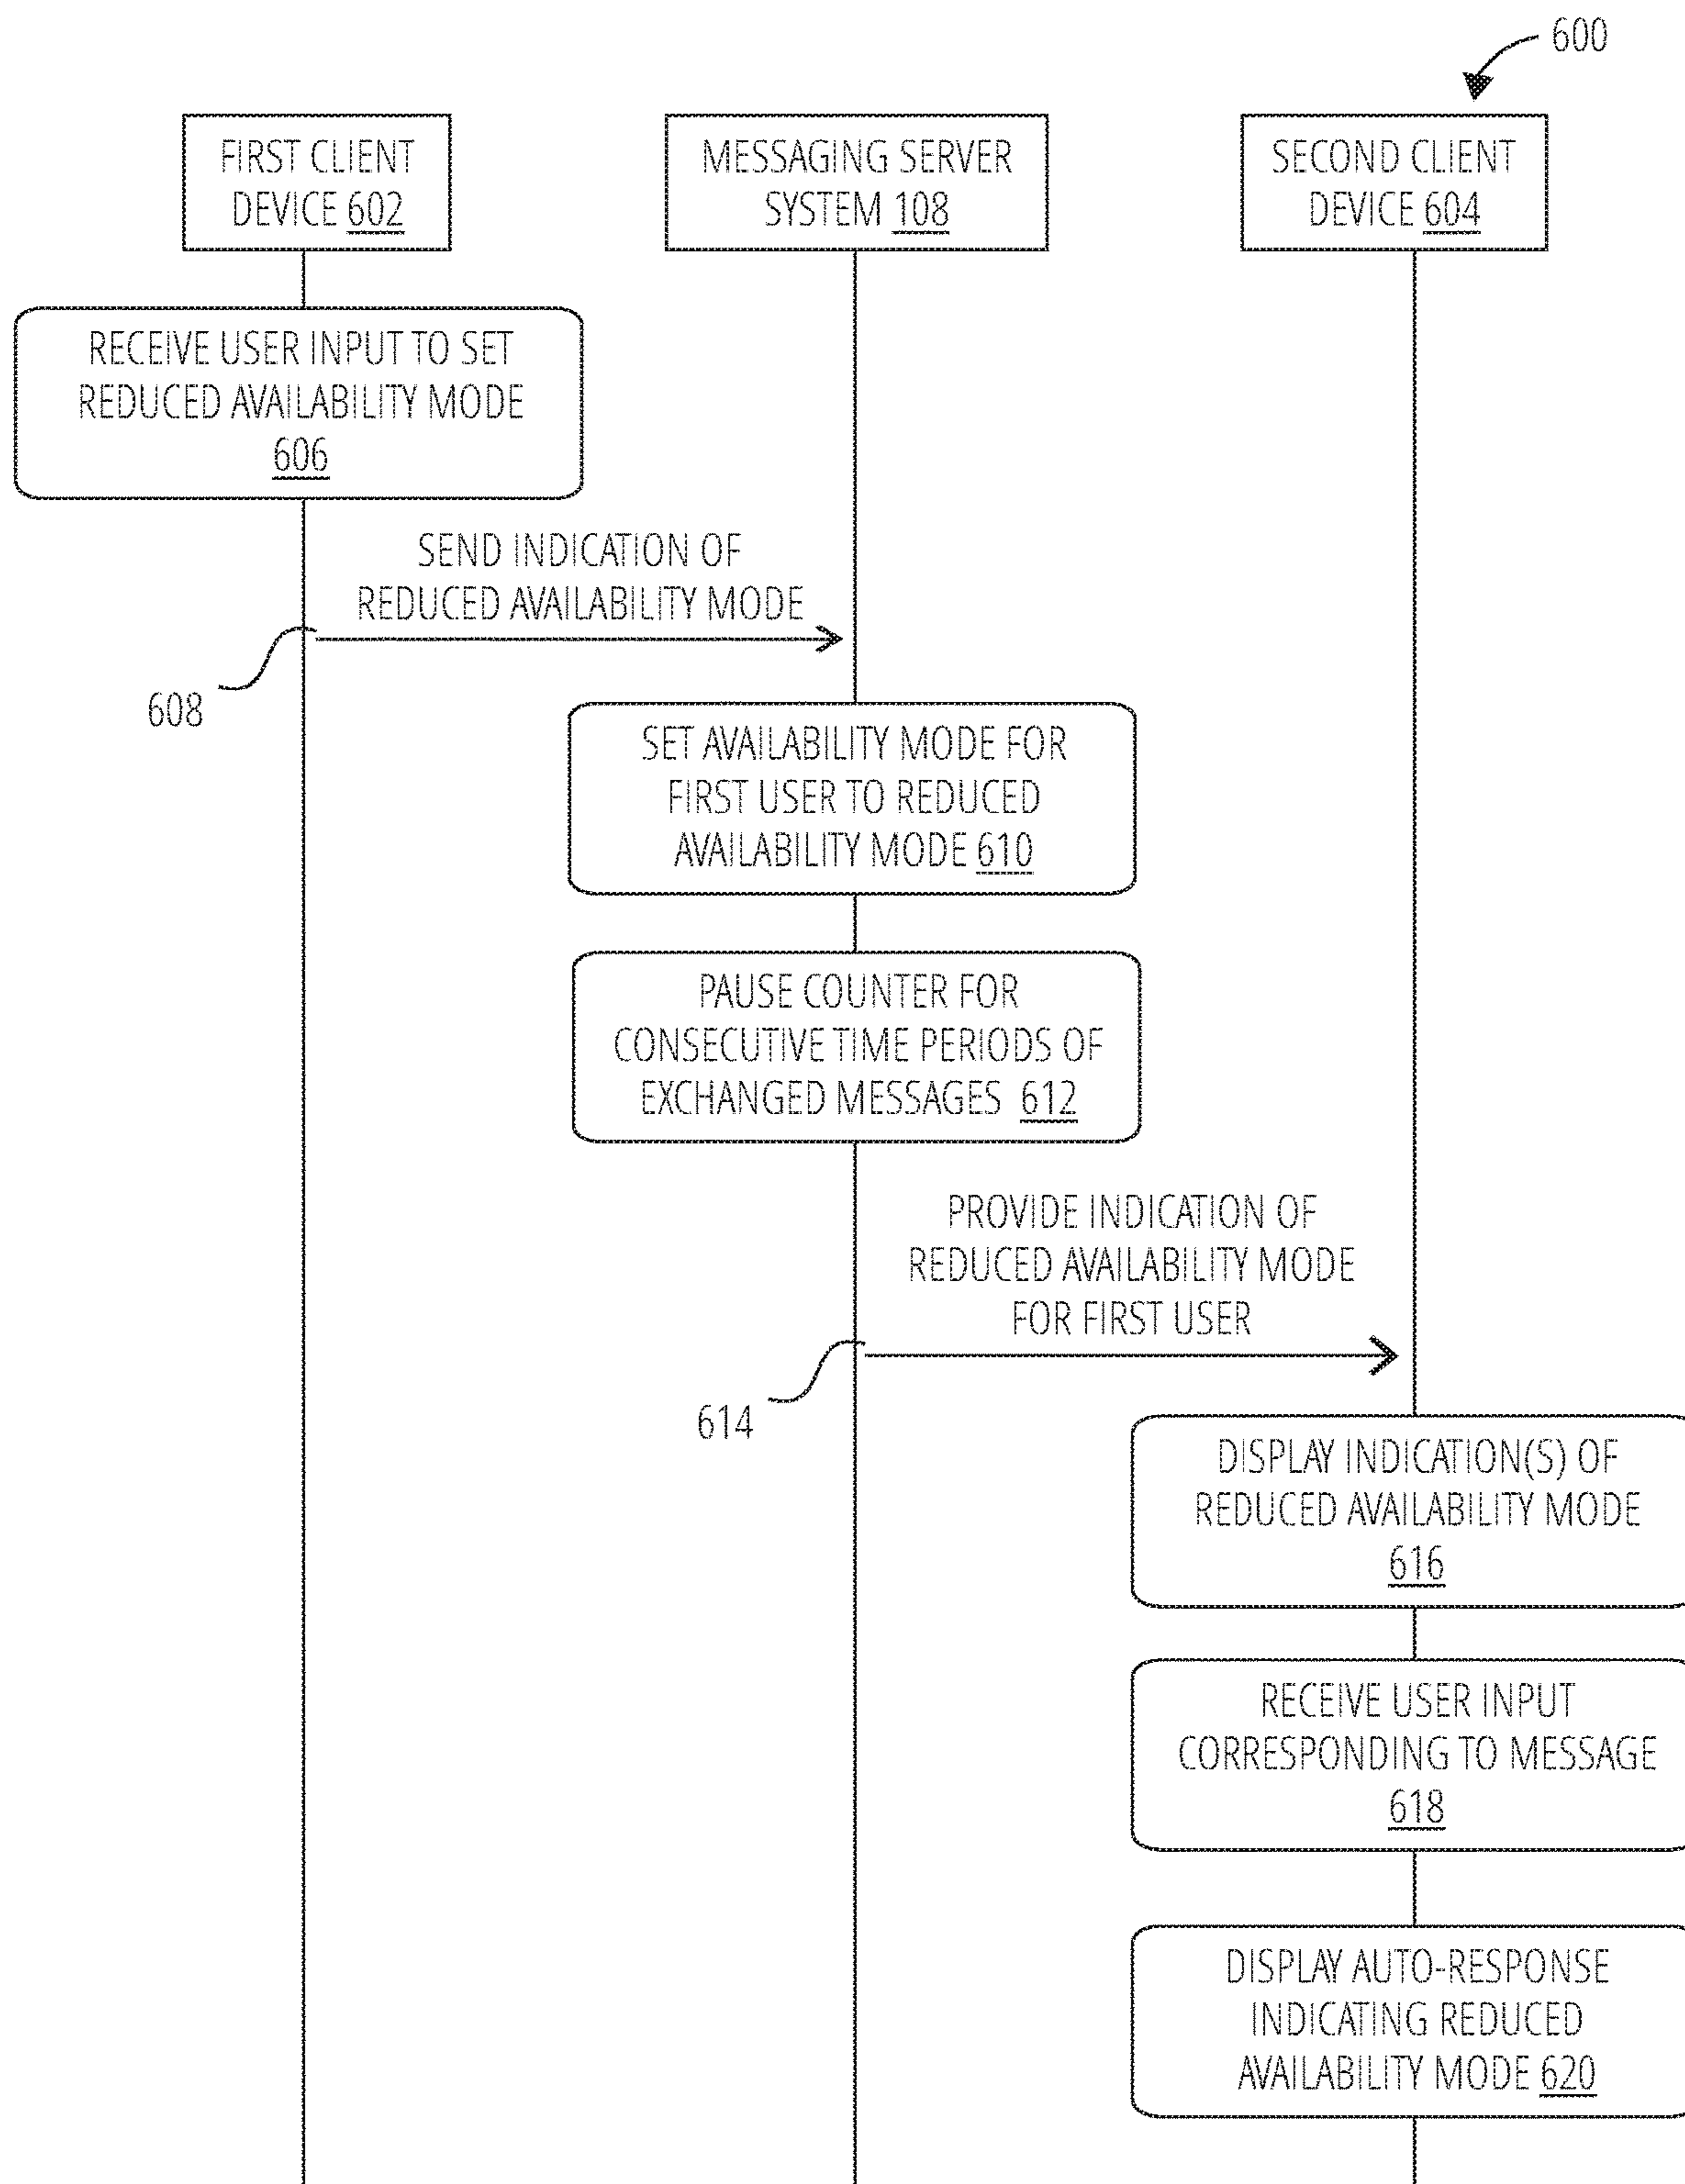 600
FIRST CLIENT
DEVICE 602
MESSAGING SERVER
SYSTEM 108
SECOND CLIENT
DEVICE 604
RECEIVE USER INPUT TO SET
REDUCED AVAILABILITY MODE
606
SEND INDICATION OF
REDUCED AVAILABILITY MODE
608
SET AVAILABILITY MODE FOR
FIRST USER TO REDUCED
AVAILABILITY MODE 610
PAUSE COUNTER FOR
CONSECUTIVE TIME PERIODS OF
EXCHANGED MESSAGES 612
PROVIDE INDICATION OF
REDUCED AVAILABILITY MODE
FOR FIRST USER
614
DISPLAY INDICATION(S) OF
REDUCED AVAILABILITY MODE
616
RECEIVE USER INPUT
CORRESPONDING TO MESSAGE
618
DISPLAY AUTO-RESPONSE
INDICATING REDUCED
AVAILABILITY MODE 620